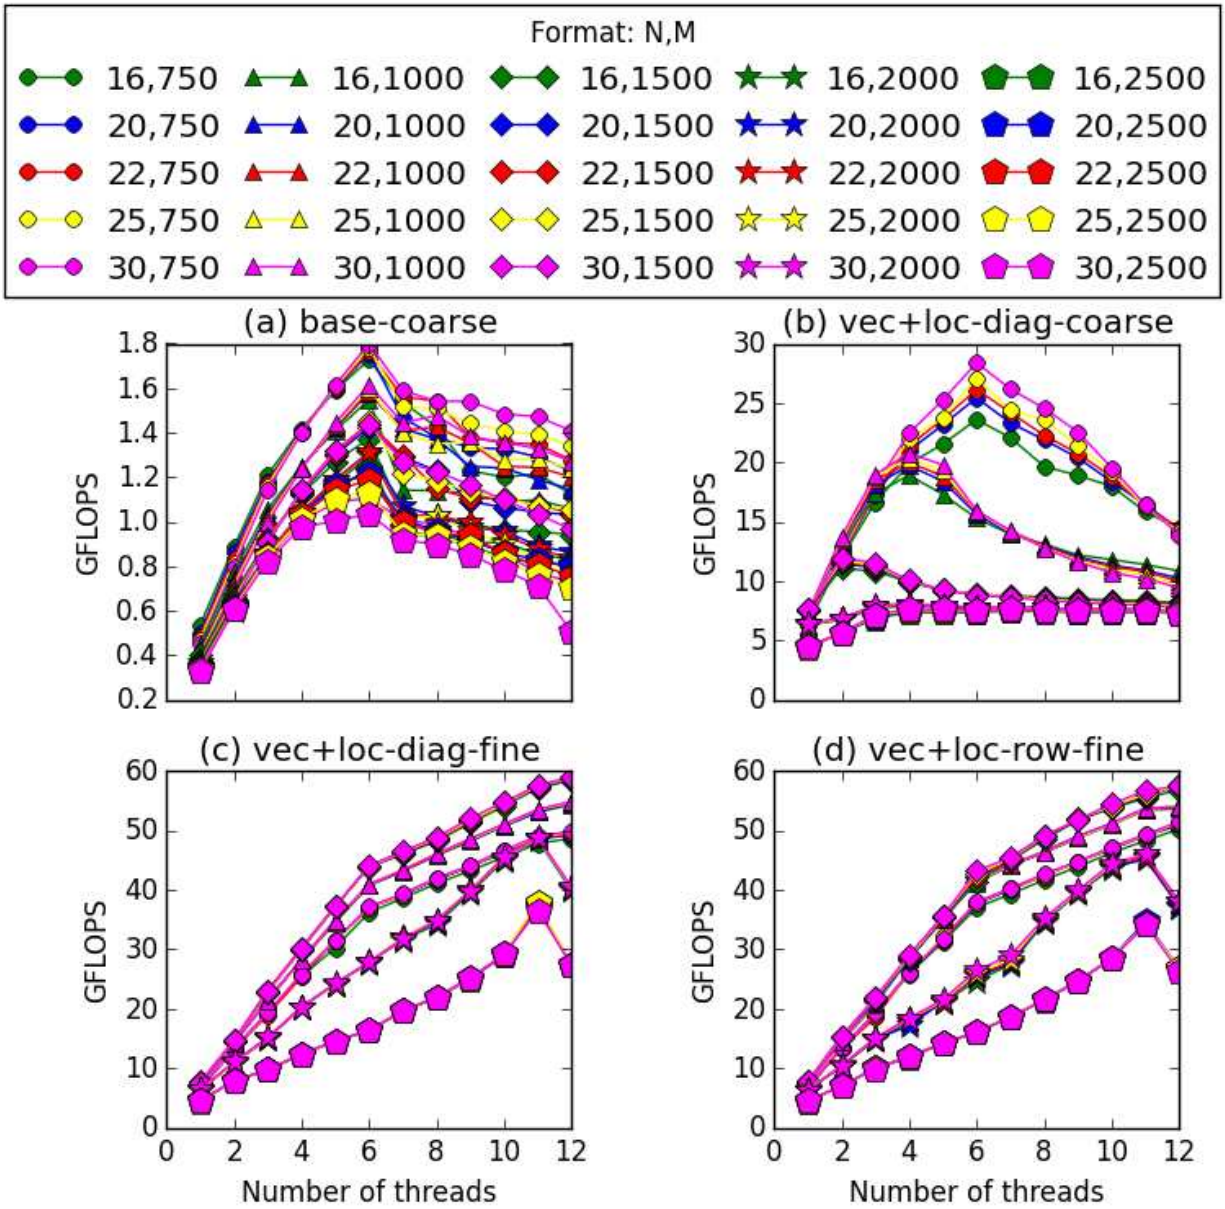 Format: N,M
16,750 16,1000 16,1500 16,2000 16,2500
20,750 20,1000 20,1500 20,2000 20,2500
22,750 22,1000 22,1500 22,2000 22,2500
25,750 25,1000 25,1500 25,2000 25,2500
30,750 30,1000 30,1500 30,2000 30,2500
(a) base-coarse
1.8
1.6
1.4
1.2
1.0
0.8
0.6
0.4
0.2
GFLOPS
(b) vec+loc-diag-coarse
30
25
20
15
10
5
0
GFLOPS
(c) vec+loc-diag-fine
60
50
40
30
20
10
0
GFLOPS
0 2 4 6 8 10 12
Number of threads
(d) vec+loc-row-fine
60
50
40
30
20
10
0
GFLOPS
0 2 4 6 8 10 12
Number of threads